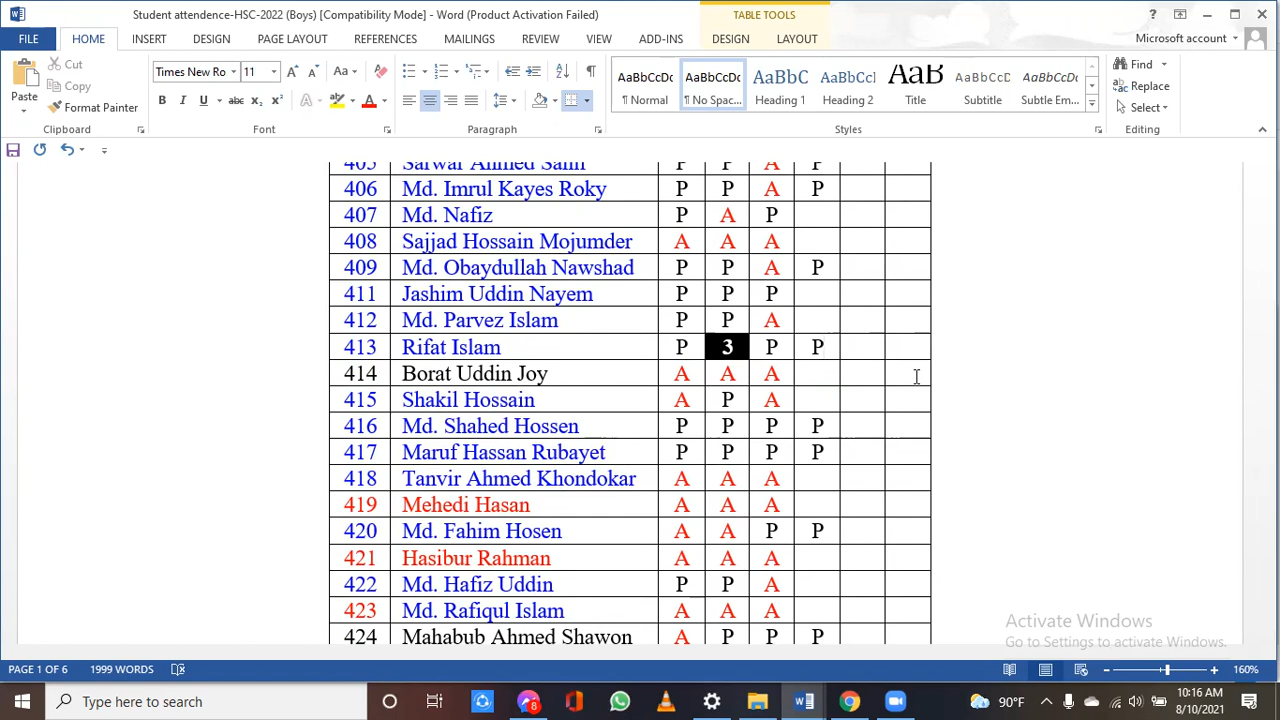 Student attendence-HSC-2022 (Boys) [Compatibility Mode] - Word (Product Activation Failed)
TABLE TOOLS
FILE HOME INSERT DESIGN PAGE LAYOUT REFERENCES MAILINGS REVIEW VIEW ADD-INS DESIGN LAYOUT Microsoft account
Paste
Cut
Copy
Format Painter
Clipboard
Times New Ro 11
Font
Paragraph
AaBbCcDc AaBbCcDc AaBbC AaBbCc AaB AaBbCcD AaBbCcDc
¶ Normal ¶ No Spac... Heading 1 Heading 2 Title Subtitle Subtle Em...
Styles
Find
Replace
Select
Editing
405 Sarwar Ahmed P P A P
406 Md. Imrul Kayes Roky P P A P
407 Md. Nafiz P A P
408 Sajjad Hossain Mojumder A A A
409 Md. Obaydullah Nawshad P P A P
411 Jashim Uddin Nayem P P P
412 Md. Parvez Islam P P A
413 Rifat Islam P 3 P P
414 Borat Uddin Joy A A A
415 Shakil Hossain A P A
416 Md. Shahed Hossen P P P P
417 Maruf Hassan Rubayet P P P P
418 Tanvir Ahmed Khondokar A A A
419 Mehedi Hasan A A A
420 Md. Fahim Hosen A A P P
421 Hasibur Rahman A A A
422 Md. Hafiz Uddin P P A
423 Md. Rafiqul Islam A A A
424 Mahabub Ahmed Shawon A P P P
Activate Windows
Go to Settings to activate Windows.
PAGE 1 OF 6 1999 WORDS 160%
Type here to search
8
90°F
10:16 AM
8/10/2021